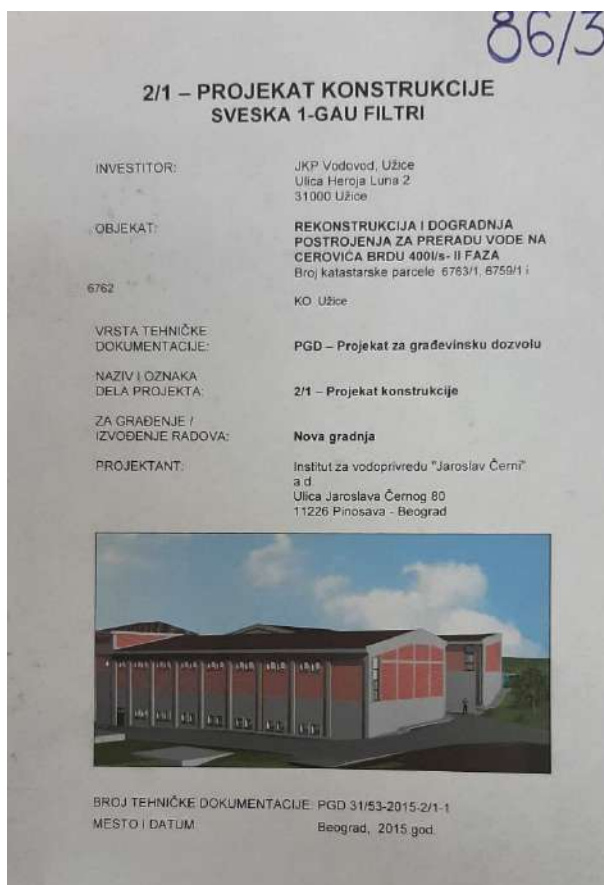 86/3
2/1 – PROJEKAT KONSTRUKCIJE
SVESKA 1-GAU FILTRI
INVESTITOR: JKP Vodovod, Užice
Ulica Heroja Luna 2
31000 Užice
OBJEKAT: REKONSTRUKCIJA I DOGRADNJA
POSTROJENJA ZA PRERADU VODE NA
CEROVIĆA BRDU 400l/s- II FAZA
Broj katastarske parcele 6763/1, 6759/1 i
6762
KO Užice
VRSTA TEHNIČKE
DOKUMENTACIJE: PGD – Projekat za građevinsku dozvolu
NAZIV I OZNAKA
DELA PROJEKTA: 2/1 – Projekat konstrukcije
ZA GRAĐENJE /
IZVOĐENJE RADOVA: Nova gradnja
PROJEKTANT: Institut za vodoprivredu "Jaroslav Černi"
a.d.
Ulica Jaroslava Černog 80
11226 Pinosava - Beograd
BROJ TEHNIČKE DOKUMENTACIJE: PGD 31/53-2015-2/1-1
MESTO I DATUM Beograd, 2015.god.